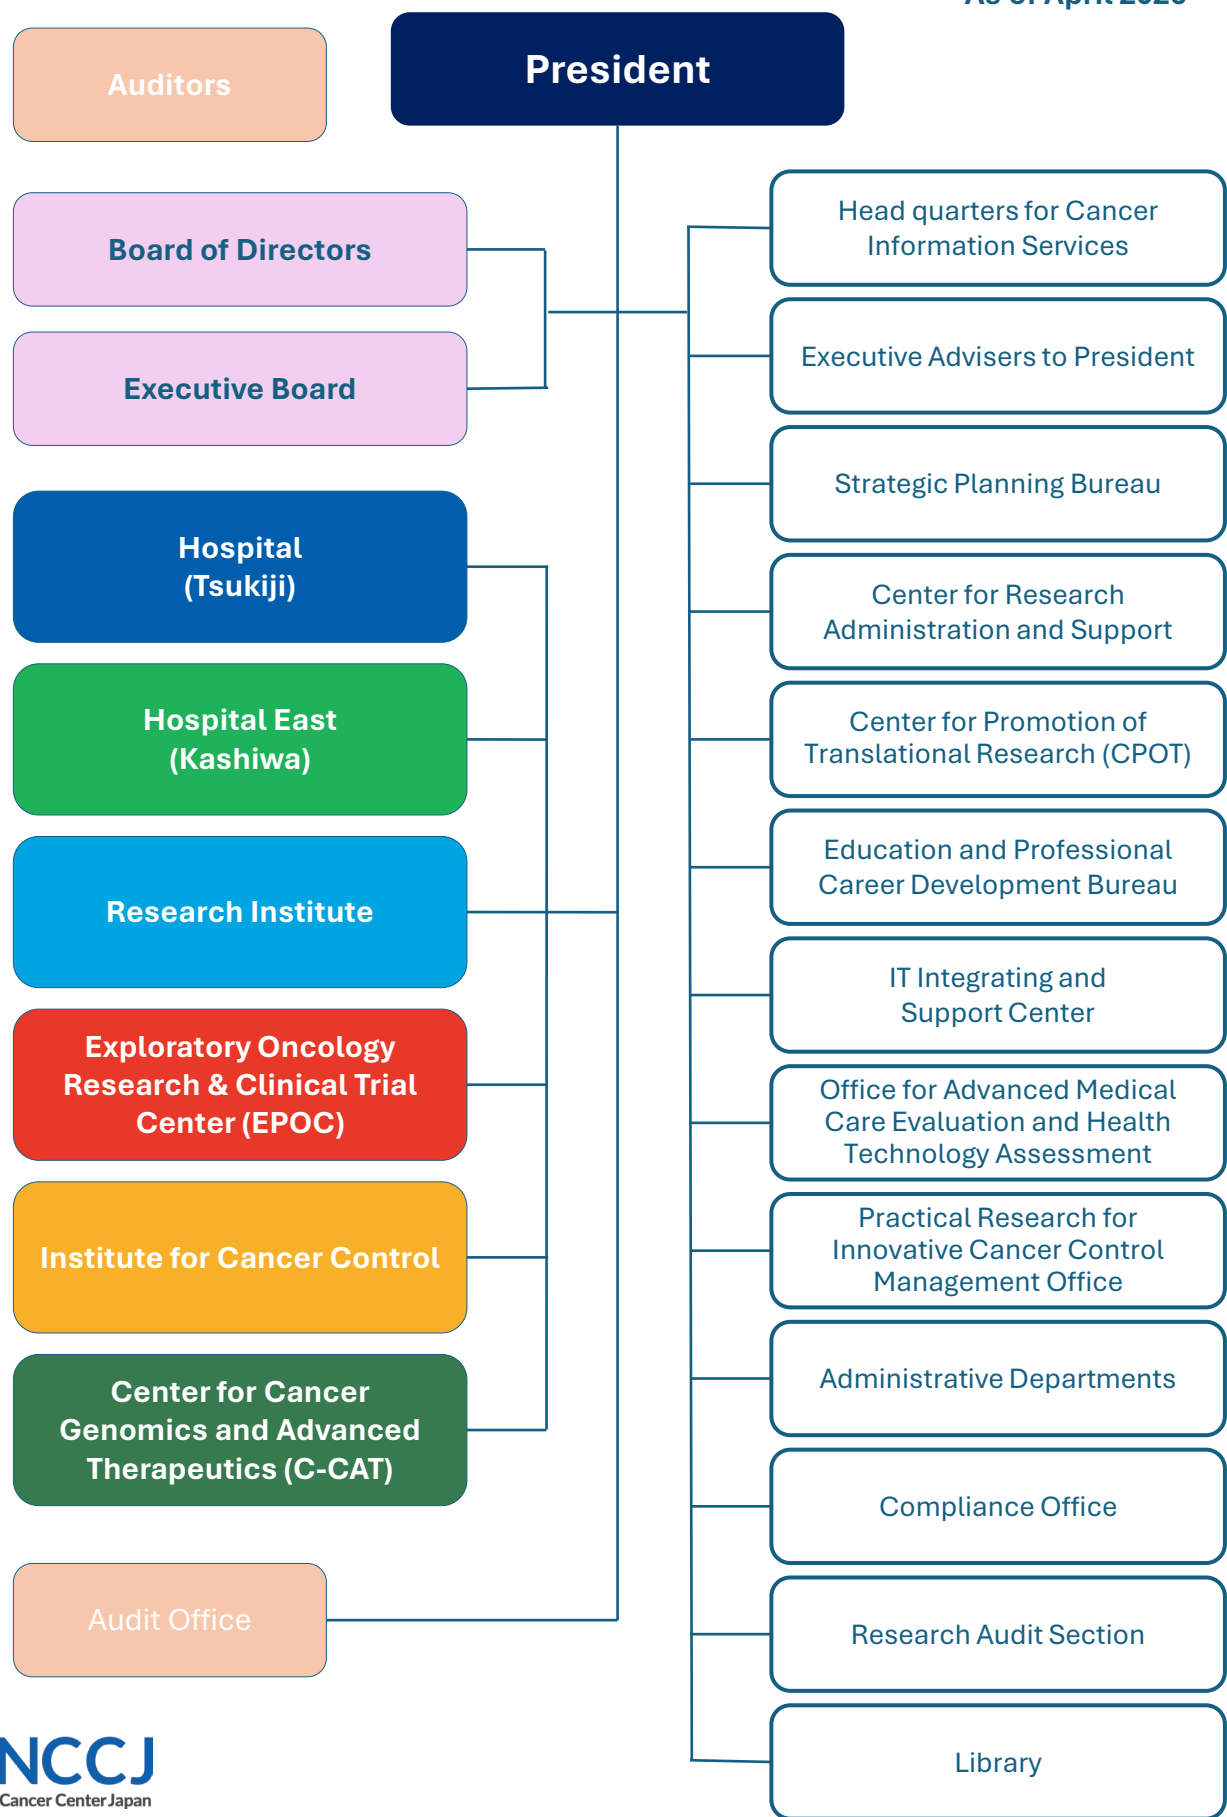 As of April 2025
President
Auditors
Board of Directors
Executive Board
Hospital
(Tsukiji)
Hospital East
(Kashiwa)
Research Institute
Exploratory Oncology
Research & Clinical Trial
Center (EPOC)
Institute for Cancer Control
Center for Cancer
Genomics and Advanced
Therapeutics (C-CAT)
Audit Office
Head quarters for Cancer
Information Services
Executive Advisers to President
Strategic Planning Bureau
Center for Research
Administration and Support
Center for Promotion of
Translational Research (CPOT)
Education and Professional
Career Development Bureau
IT Integrating and
Support Center
Office for Advanced Medical
Care Evaluation and Health
Technology Assessment
Practical Research for
Innovative Cancer Control
Management Office
Administrative Departments
Compliance Office
Research Audit Section
Library
NCCJ
Cancer Center Japan